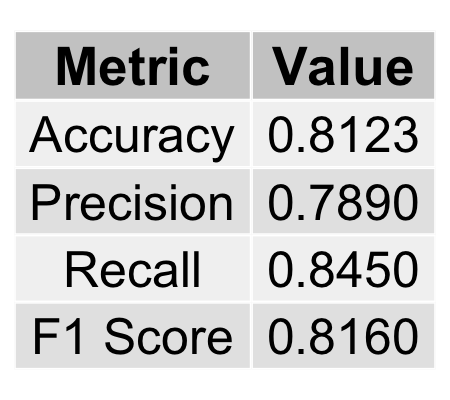 Metric Value
Accuracy 0.8123
Precision 0.7890
Recall 0.8450
F1 Score 0.8160